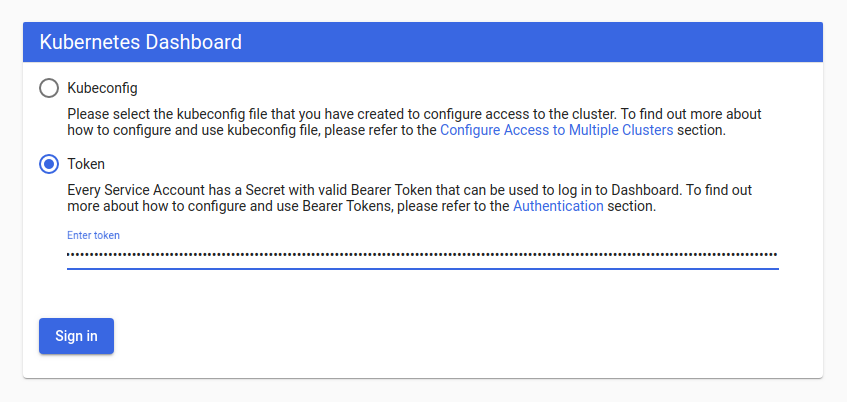 Kubernetes Dashboard
Kubeconfig
Please select the kubeconfig file that you have created to configure access to the cluster. To find out more about
how to configure and use kubeconfig file, please refer to the Configure Access to Multiple Clusters section.
Token
Every Service Account has a Secret with valid Bearer Token that can be used to log in to Dashboard. To find out
more about how to configure and use Bearer Tokens, please refer to the Authentication section.
Enter token
Sign in